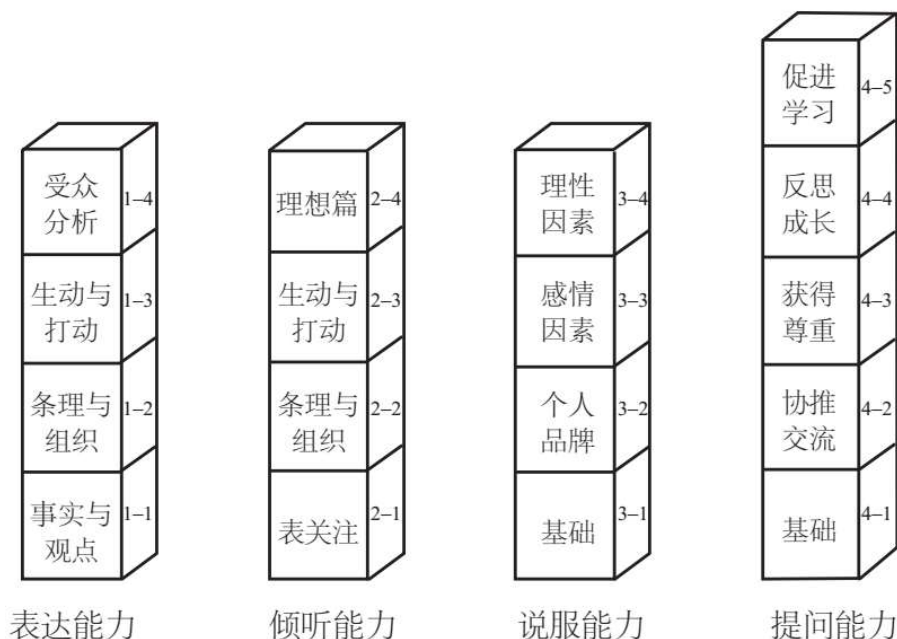 受众
分析
1–4
生动与
打动
1–3
条理与
组织
1–2
事实与
观点
1–1
表达能力
理想篇
2–4
生动与
打动
2–3
条理与
组织
2–2
表关注
2–1
倾听能力
理性
因素
3–4
感情
因素
3–3
个人
品牌
3–2
基础
3–1
说服能力
促进
学习
4–5
反思
成长
4–4
获得
尊重
4–3
协推
交流
4–2
基础
4–1
提问能力